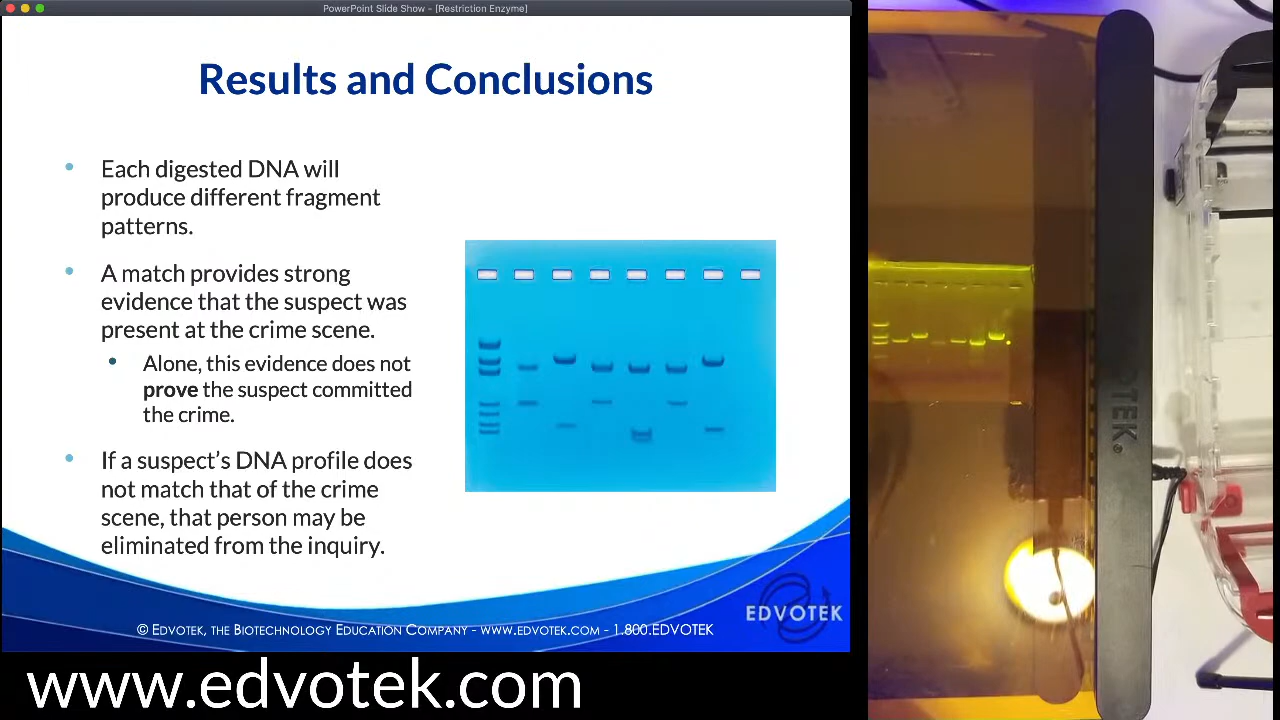 PowerPoint Slide Show - [Restriction Enzyme]
Results and Conclusions
• Each digested DNA will
produce different fragment
patterns.
• A match provides strong
evidence that the suspect was
present at the crime scene.
• Alone, this evidence does not
prove the suspect committed
the crime.
• If a suspect’s DNA profile does
not match that of the crime
scene, that person may be
eliminated from the inquiry.
EDVOTEK
© EDVOTEK, THE BIOTECHNOLOGY EDUCATION COMPANY - WWW.EDVOTEK.COM - 1.800.EDVOTEK
www.edvotek.com
OTEK